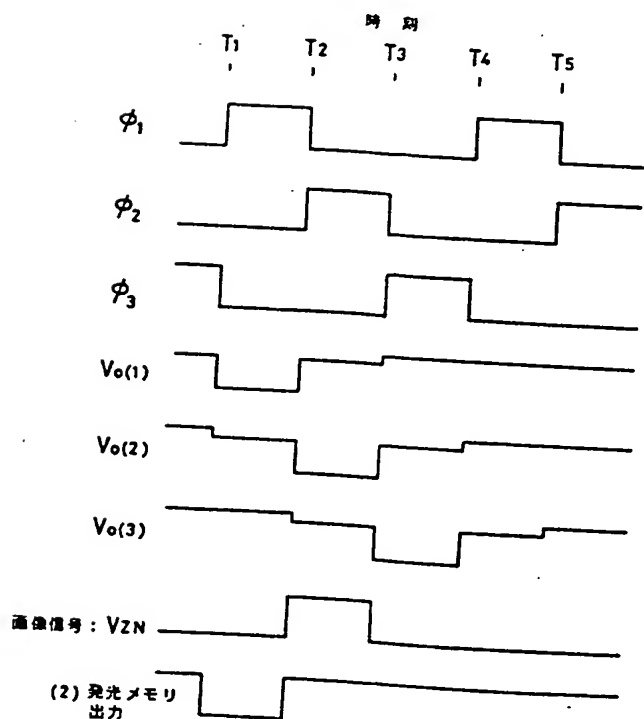 時 刻
T1 T2 T3 T4 T5
φ1
φ2
φ3
Vo(1)
Vo(2)
Vo(3)
画像信号：VZN
(2) 発光メモリ
出力